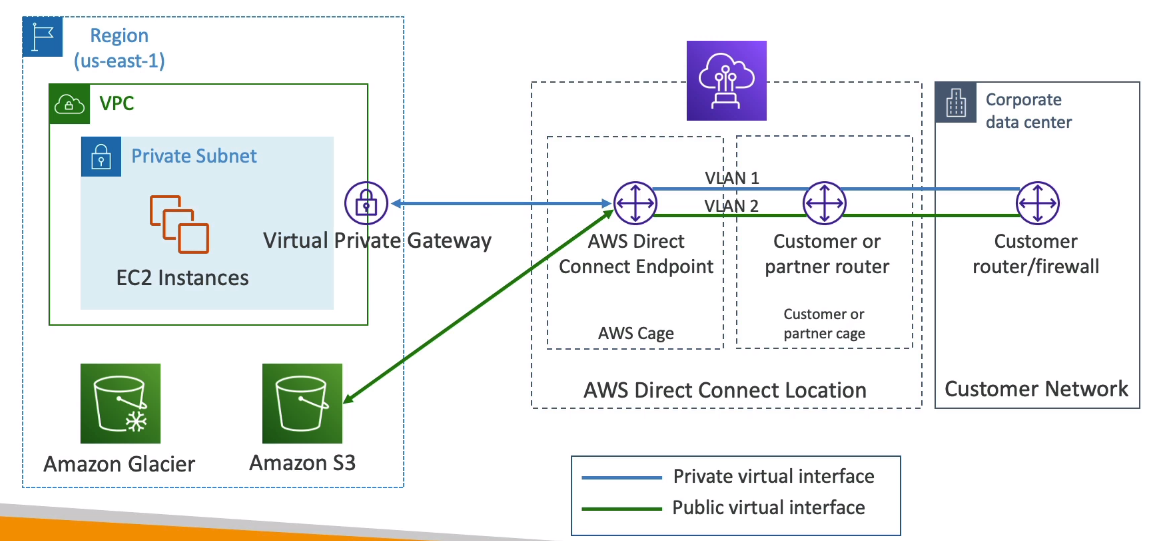 Region
(us-east-1)
VPC
Private Subnet
EC2 Instances
Virtual Private Gateway
Amazon Glacier
Amazon S3
VLAN 1
VLAN 2
AWS Direct
Connect Endpoint
AWS Cage
Customer or
partner router
Customer or
partner cage
AWS Direct Connect Location
Corporate
data center
Customer
router/firewall
Customer Network
Private virtual interface
Public virtual interface